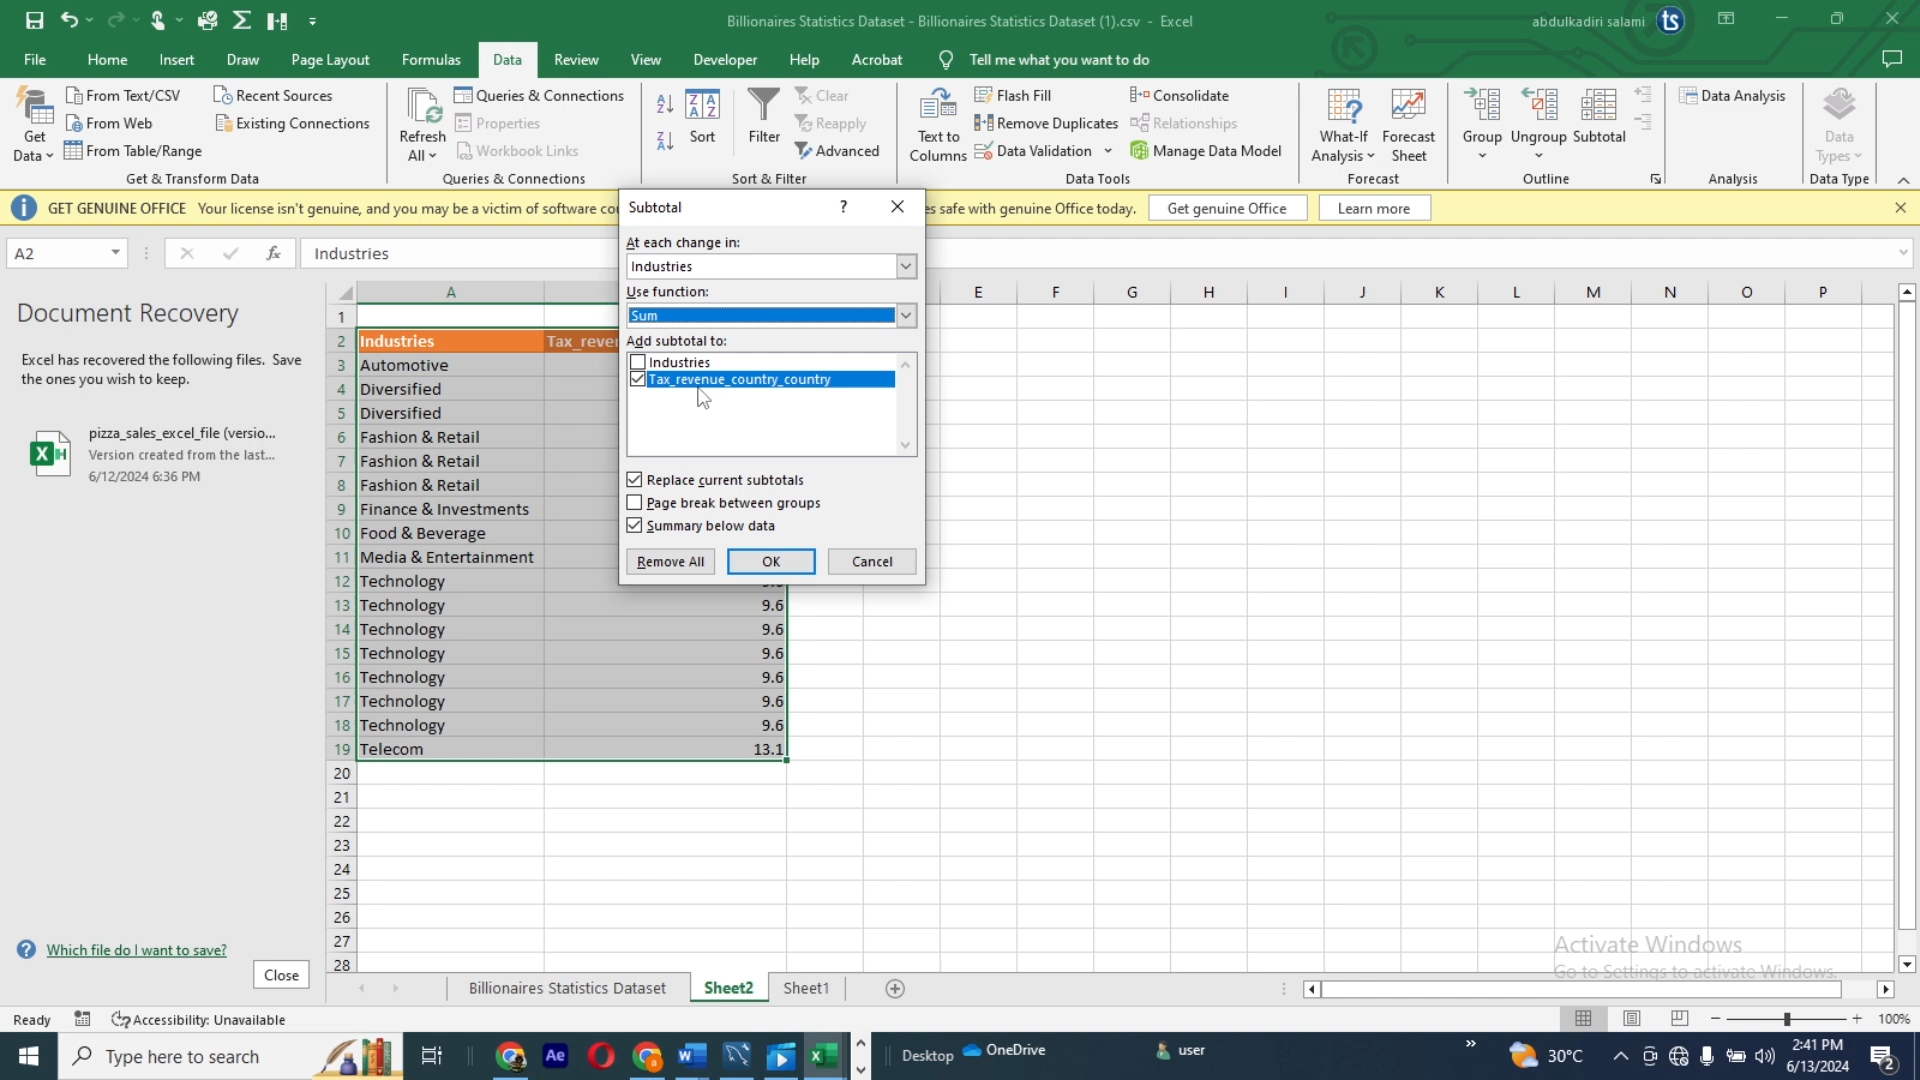 Billionaires Statistics Dataset - Billionaires Statistics Dataset (1).csv - Excel
abdulkadiri salami
ts
File Home Insert Draw Page Layout Formulas Data Review View Developer Help Acrobat Tell me what you want to do
Get Data
From Text/CSV
From Web
From Table/Range
Recent Sources
Existing Connections
Get & Transform Data
Refresh All
Queries & Connections
Properties
Workbook Links
Queries & Connections
Sort
Filter
Clear
Reapply
Advanced
Sort & Filter
Text to Columns
Flash Fill
Remove Duplicates
Data Validation
Consolidate
Relationships
Manage Data Model
Data Tools
What-If Analysis
Forecast Sheet
Forecast
Group
Ungroup
Subtotal
Outline
Data Analysis
Analysis
Data Types
Data Type
GET GENUINE OFFICE Your license isn't genuine, and you may be a victim of software cou
es safe with genuine Office today.
Get genuine Office
Learn more
A2
fx
Industries
Document Recovery
Excel has recovered the following files. Save
the ones you wish to keep.
pizza_sales_excel_file (versio...
Version created from the last...
6/12/2024 6:36 PM
Which file do I want to save?
Close
Subtotal
?
At each change in:
Industries
Use function:
Sum
Add subtotal to:
Industries
Tax_revenue_country_country
Replace current subtotals
Page break between groups
Summary below data
Remove All
OK
Cancel
A E F G H I J K L M N O P
1
2 Industries Tax_reven
3 Automotive
4 Diversified
5 Diversified
6 Fashion & Retail
7 Fashion & Retail
8 Fashion & Retail
9 Finance & Investments
10 Food & Beverage
11 Media & Entertainment
12 Technology 9.6
13 Technology 9.6
14 Technology 9.6
15 Technology 9.6
16 Technology 9.6
17 Technology 9.6
18 Technology 9.6
19 Telecom 13.1
20
21
22
23
24
25
26
27
28
Activate Windows
Go to Settings to activate Windows.
Billionaires Statistics Dataset
Sheet2
Sheet1
Ready
Accessibility: Unavailable
100%
Type here to search
Ae
Desktop
OneDrive
user
30°C
2:41 PM
6/13/2024
2